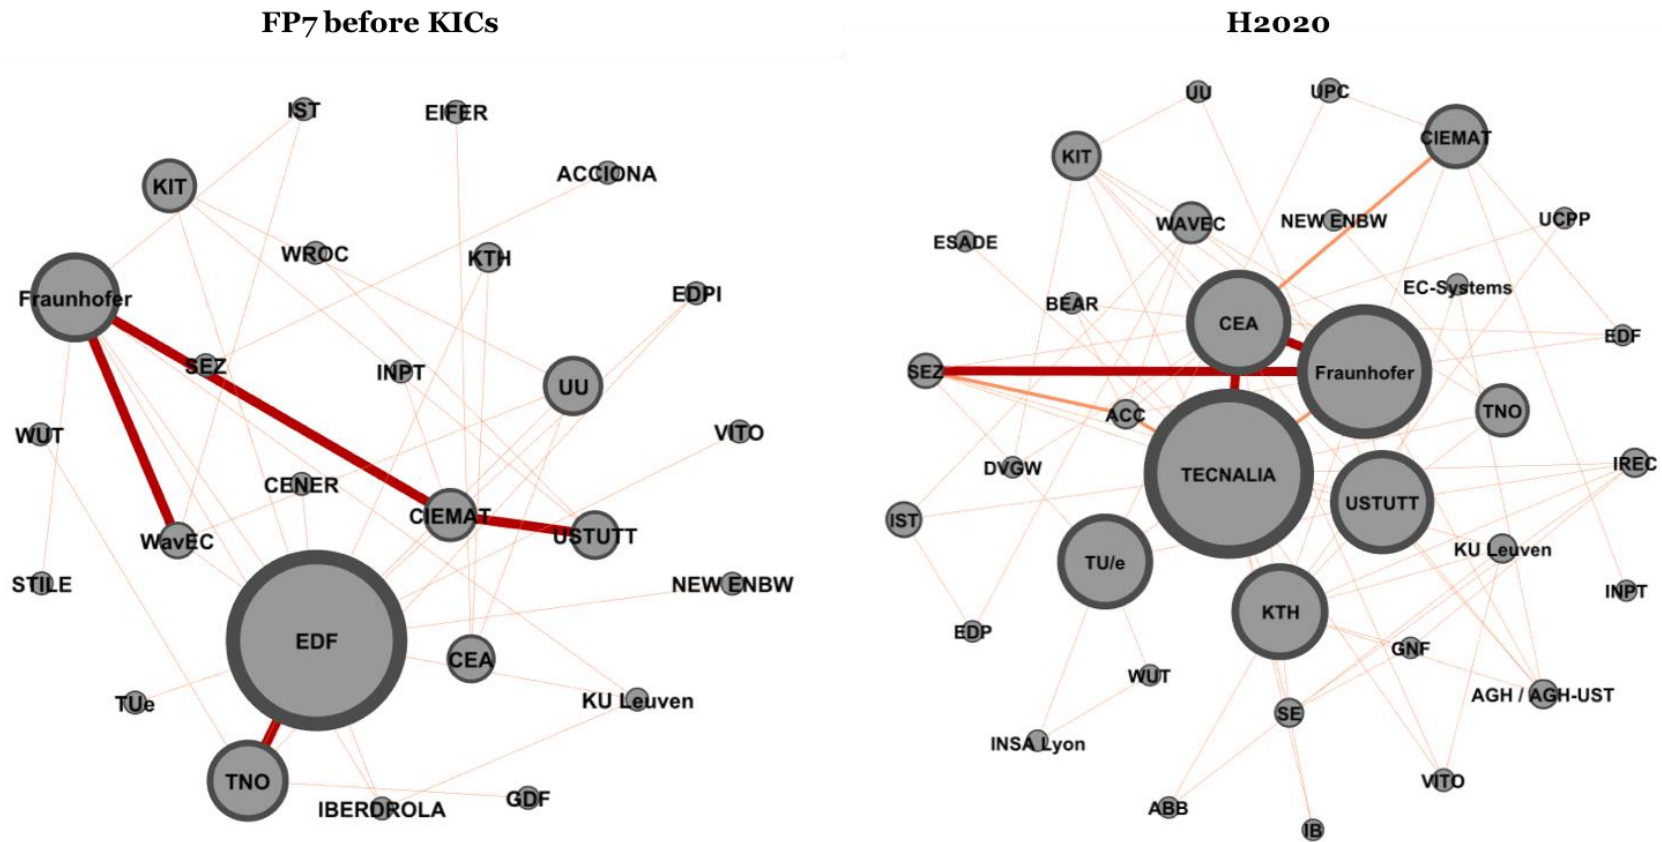 FP7 before KICs
IST
EIFER
KIT
ACCIONA
WROC
KTH
Fraunhofer
EDPI
SEZ
INPT
UU
WUT
VITO
CENER
CIEMAT
WavEC
USTUTT
STILE
NEW ENBW
EDF
CEA
TUe
KU Leuven
TNO
IBERDROLA
GDF
H2020
UU
UPC
CIEMAT
KIT
WAVEC
NEW ENBW
UCPP
ESADE
EC-Systems
BEAR
CEA
EDF
SEZ
Fraunhofer
ACC
TNO
DVGW
TECNALIA
IREC
USTUTT
IST
KU Leuven
TU/e
INPT
KTH
EDP
GNF
WUT
AGH / AGH-UST
SE
INSA Lyon
VITO
ABB
IB